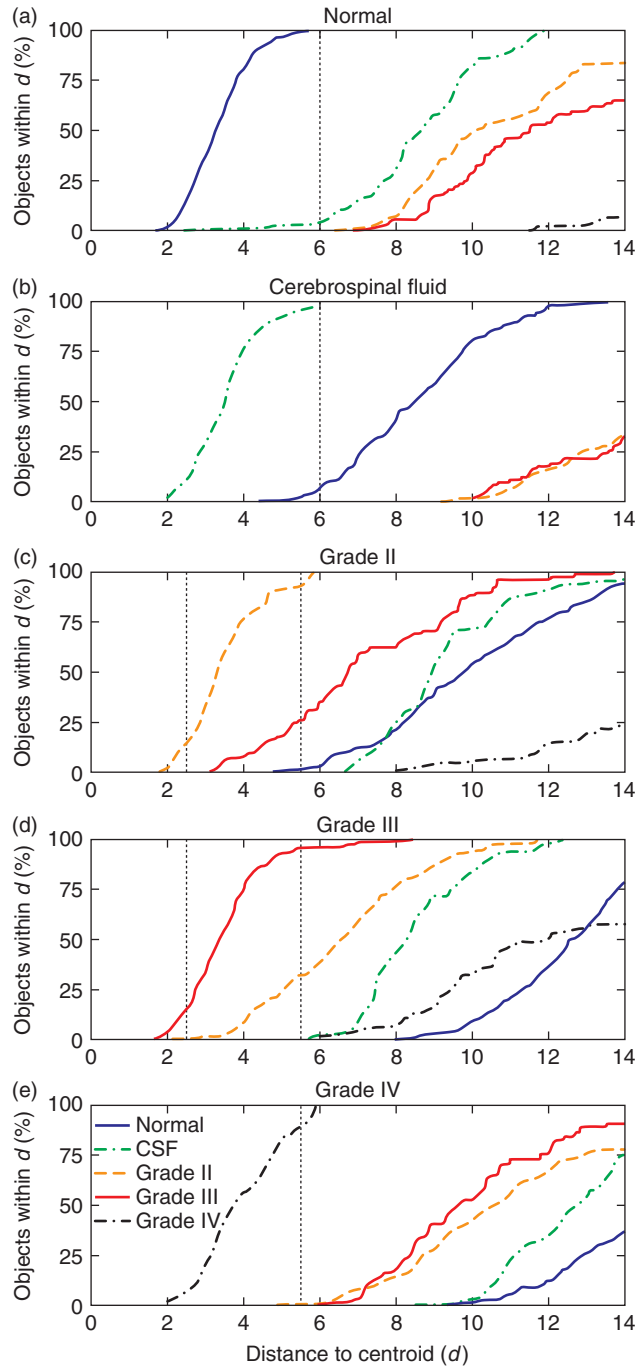 (a) Normal
Objects within d (%)
100
75
50
25
0
0 2 4 6 8 10 12 14
(b) Cerebrospinal fluid
Objects within d (%)
100
75
50
25
0
0 2 4 6 8 10 12 14
(c) Grade II
Objects within d (%)
100
75
50
25
0
0 2 4 6 8 10 12 14
(d) Grade III
Objects within d (%)
100
75
50
25
0
0 2 4 6 8 10 12 14
(e) Grade IV
Objects within d (%)
100
75
50
25
0
Normal
CSF
Grade II
Grade III
Grade IV
0 2 4 6 8 10 12 14
Distance to centroid (d)